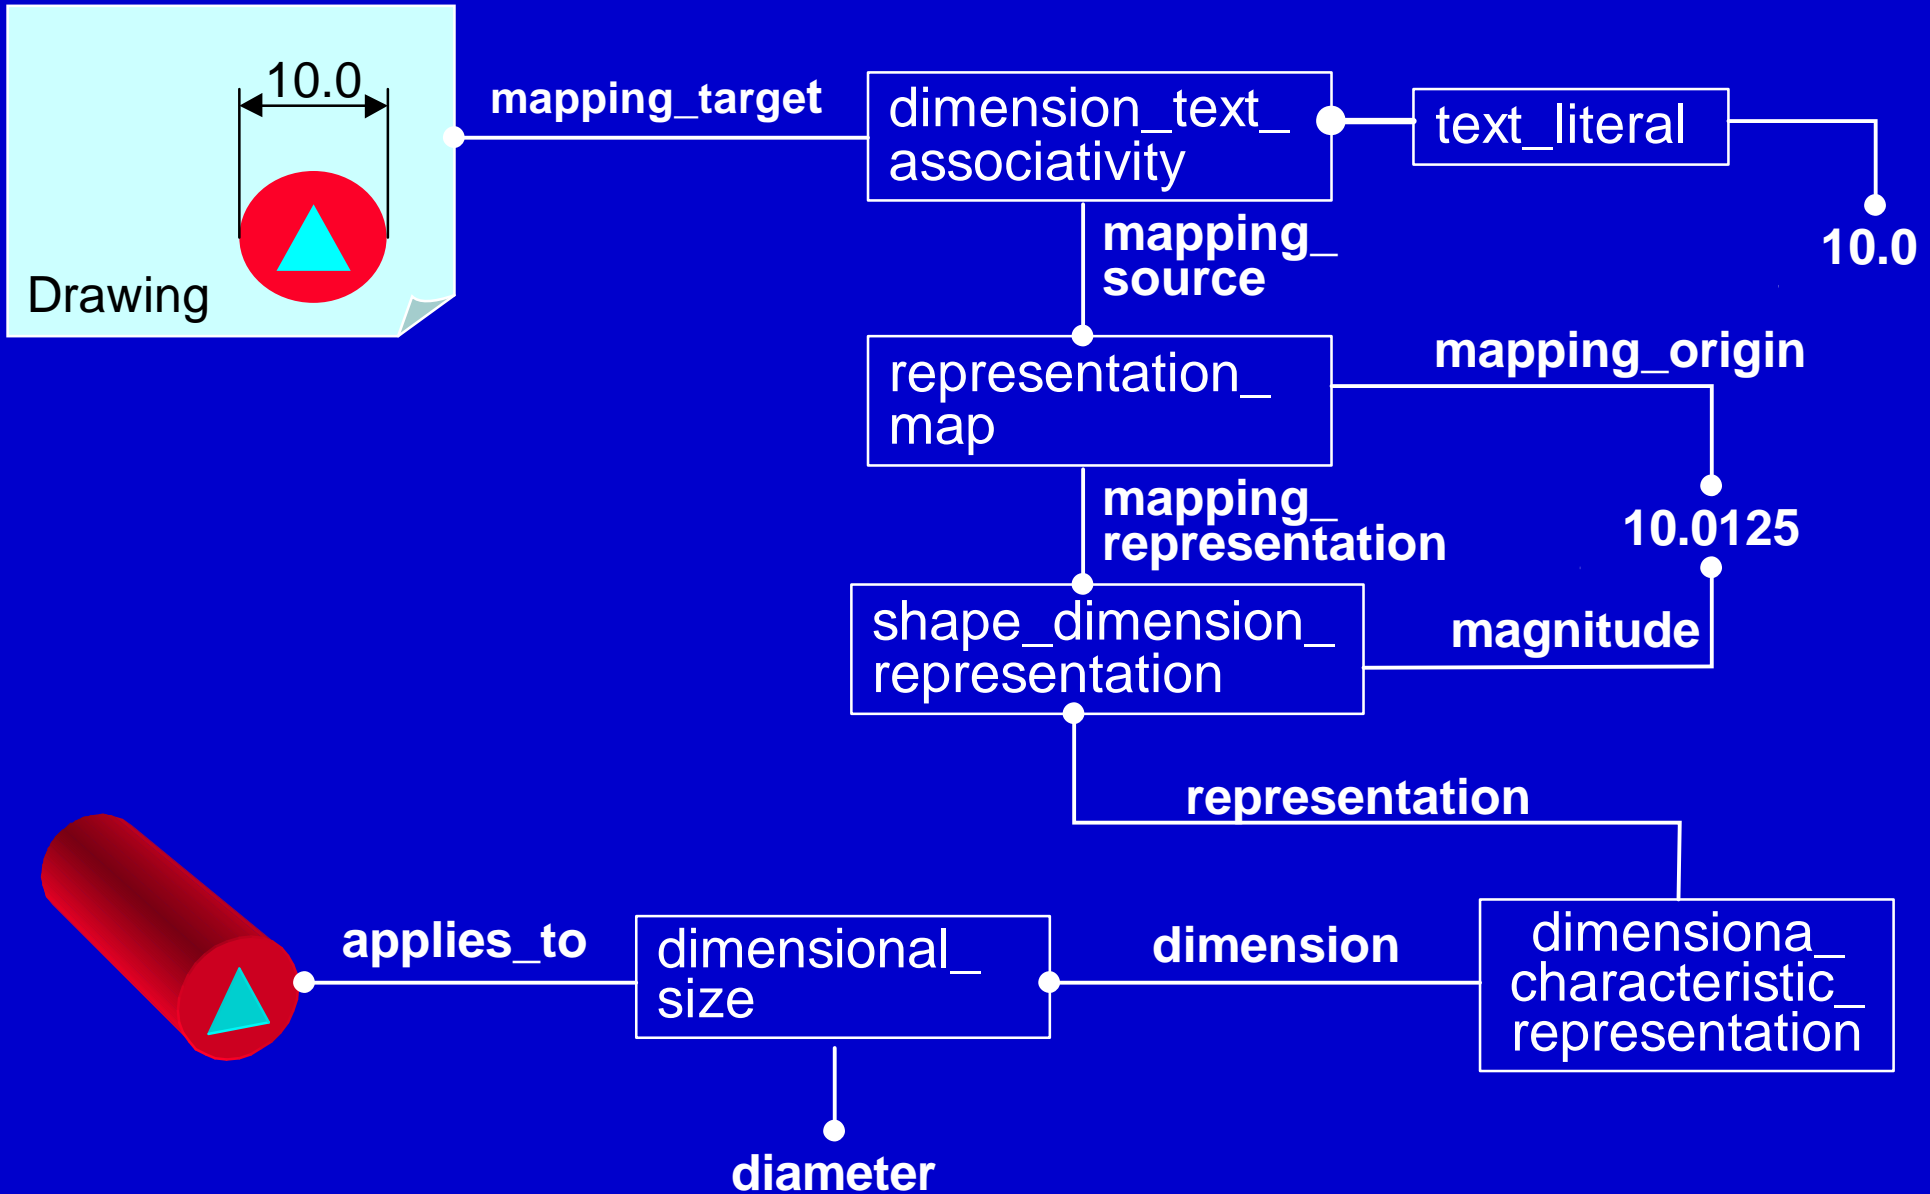 10.0
Drawing
mapping_target
dimension_text_
associativity
text_literal
10.0
mapping_
source
representation_
map
mapping_origin
mapping_
representation
10.0125
shape_dimension_
representation
magnitude
representation
applies_to
dimensional_
size
dimension
dimensiona_
characteristic_
representation
diameter